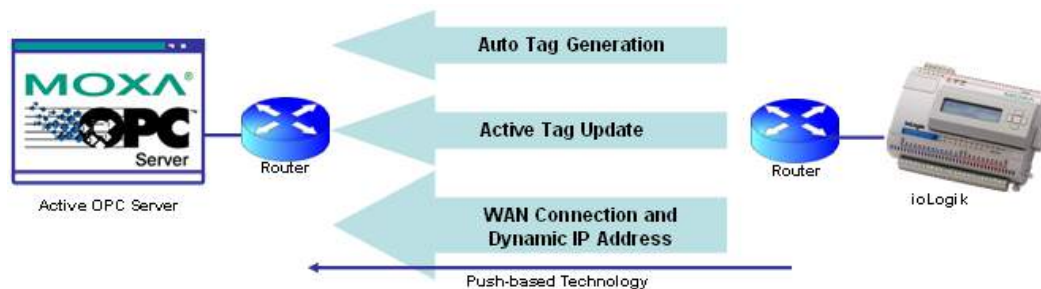 Auto Tag Generation
MOXA®
OPC
Server
Active Tag Update
Router
Router
Active OPC Server
ioLogik
WAN Connection and
Dynamic IP Address
Push-based Technology